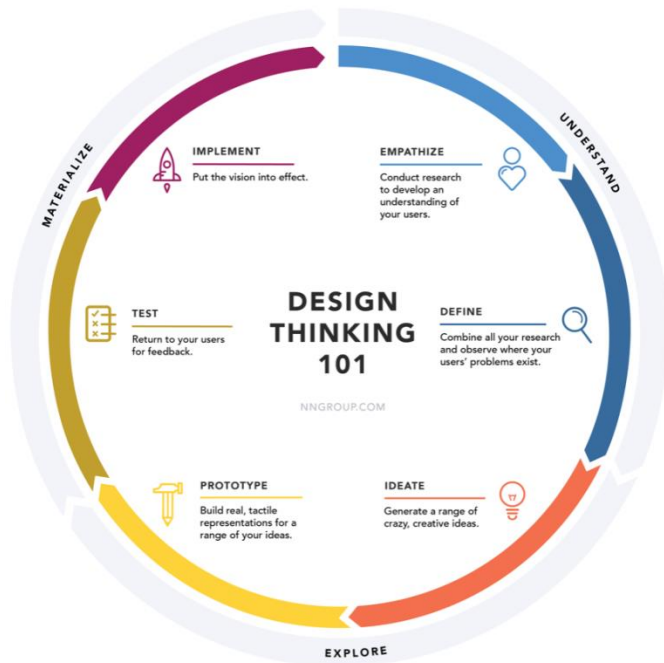 DESIGN
THINKING
101
NNGROUP.COM
UNDERSTAND
EMPATHIZE
Conduct research
to develop an
understanding of
your users.
DEFINE
Combine all your research
and observe where your
users' problems exist.
EXPLORE
IDEATE
Generate a range of
crazy, creative ideas.
PROTOTYPE
Build real, tactile
representations for a
range of your ideas.
MATERIALIZE
TEST
Return to your users
for feedback.
IMPLEMENT
Put the vision into effect.